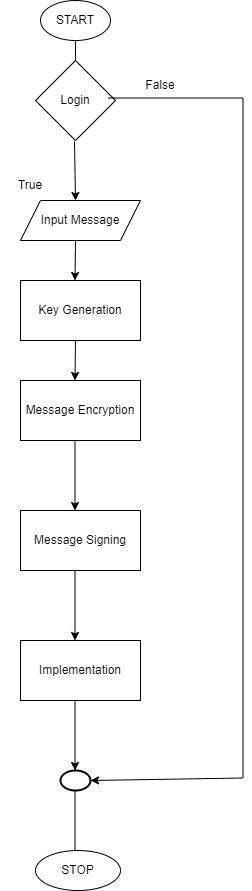 START
Login
False
True
Input Message
Key Generation
Message Encryption
Message Signing
Implementation
STOP